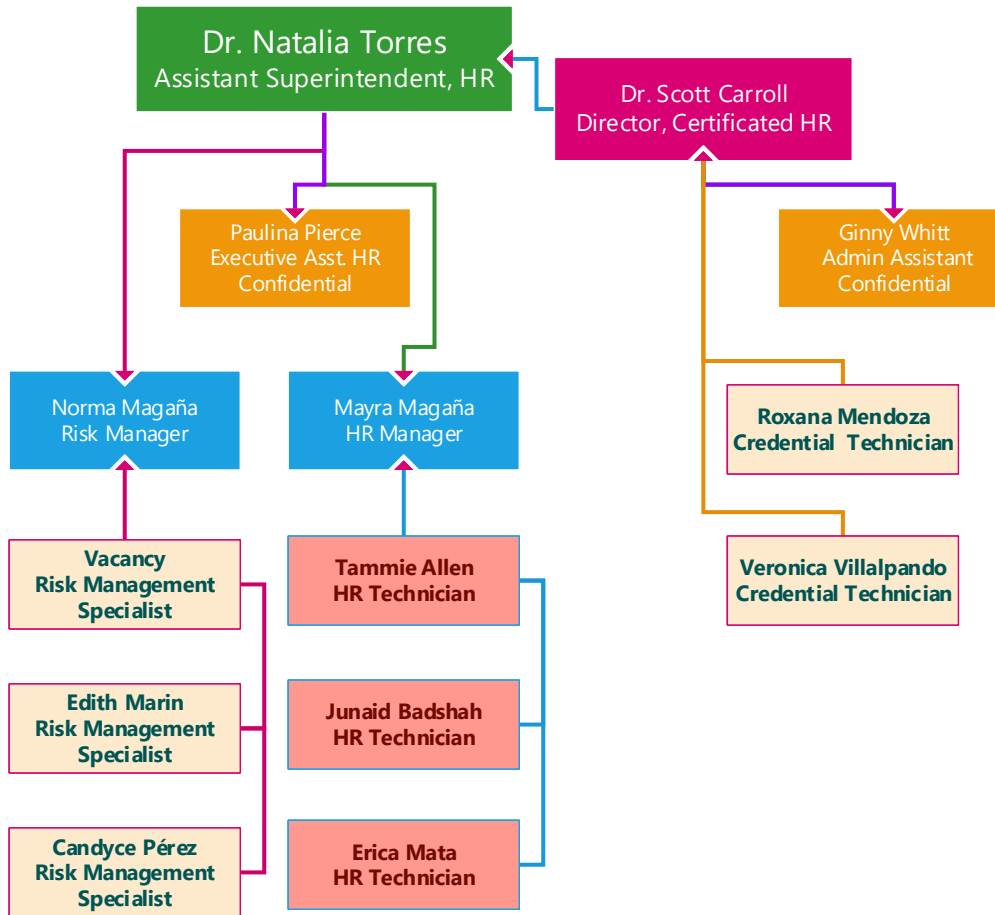 Dr. Natalia Torres
Assistant Superintendent, HR
Dr. Scott Carroll
Director, Certificated HR
Paulina Pierce
Executive Asst. HR
Confidential
Ginny Whitt
Admin Assistant
Confidential
Norma Magaña
Risk Manager
Mayra Magaña
HR Manager
Roxana Mendoza
Credential  Technician
Vacancy
Risk Management
Specialist
Tammie Allen
HR Technician
Veronica Villalpando
Credential Technician
Edith Marin
Risk Management
Specialist
Junaid Badshah
HR Technician
Candyce Pérez
Risk Management
Specialist
Erica Mata
HR Technician